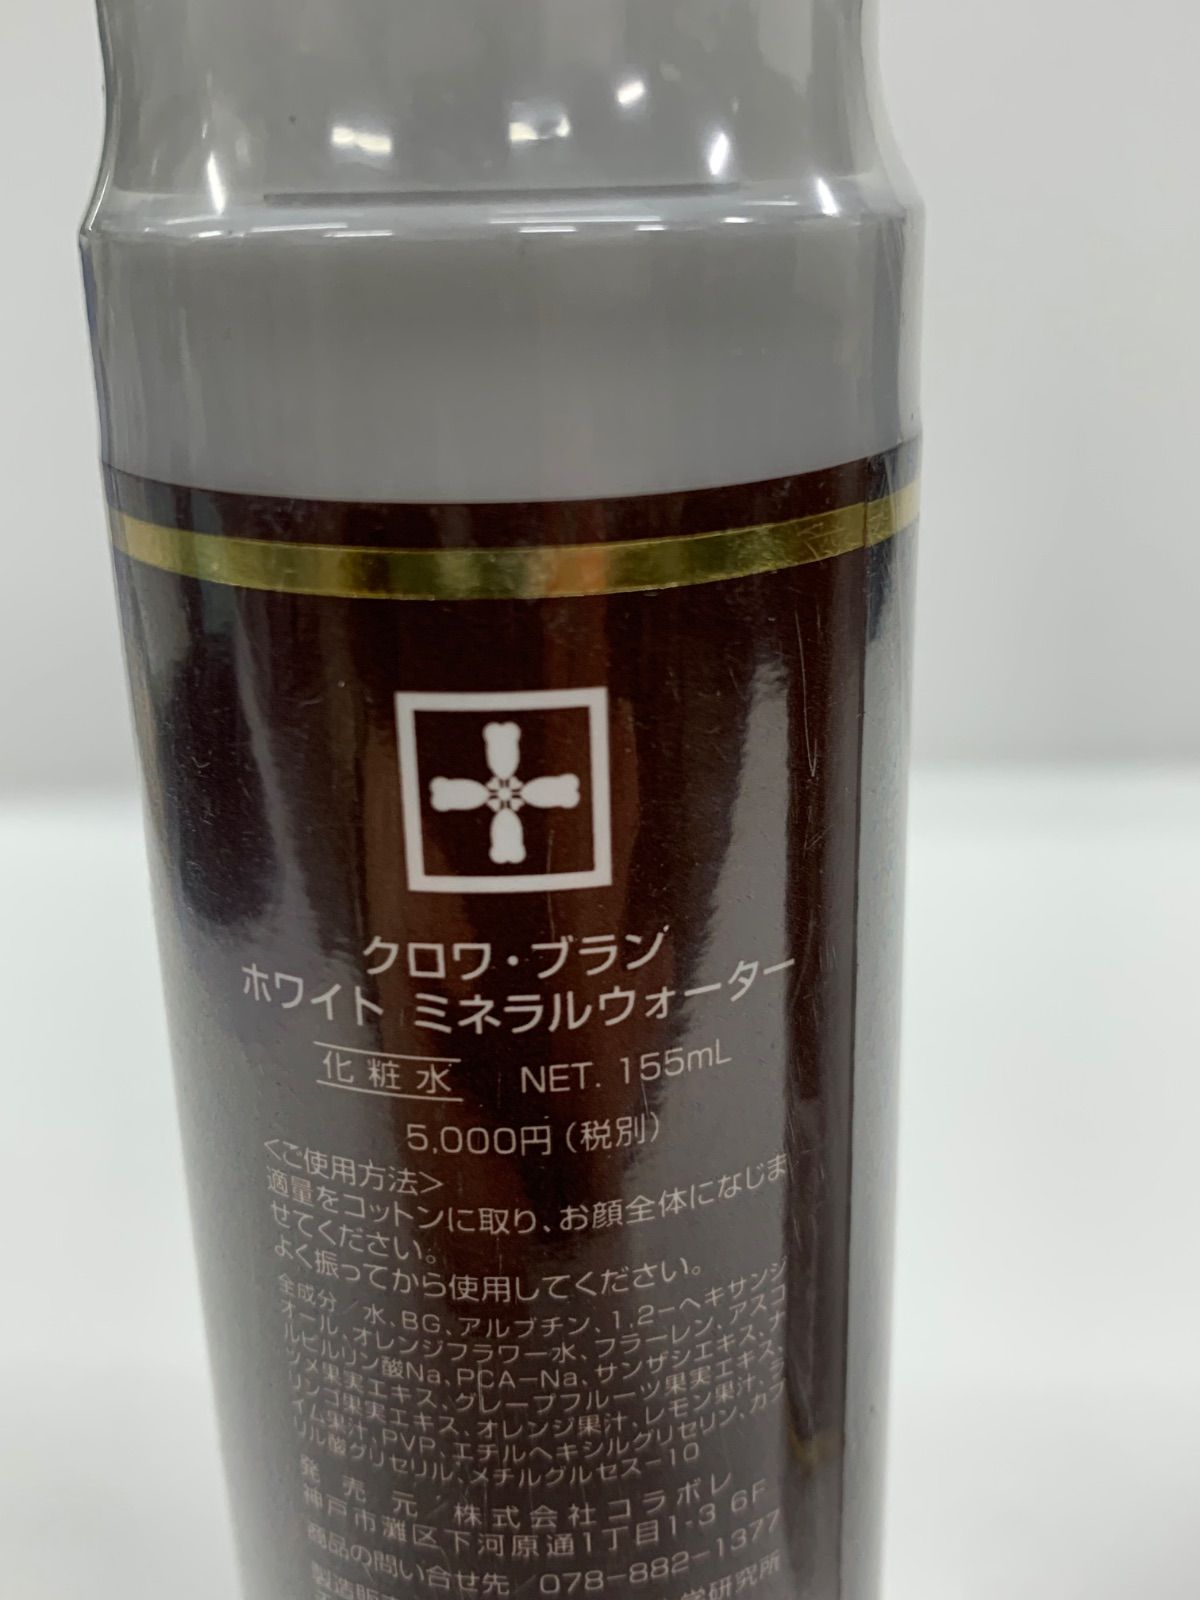 クロワ・ブラン
ホワイト ミネラルウォーター
化粧水 NET. 155mL
5,000円(税別)
<ご使用方法>
適量をコットンに取り、お顔全体になじま
せてください。
よく振ってから使用してください。
全成分/水、BG、アルブチン、1,2-ヘキサンジ
オール、オレンジフラワー水、フラーレン、アスコ
ルビルリン酸Na、PCA-Na、サンザシエキス、ナ
ツメ果実エキス、グレープフルーツ果実エキス、
リンゴ果実エキス、オレンジ果汁、レモン果汁、ラ
イム果汁、PVP、エチルヘキシルグリセリン、カプ
リル酸グリセリル、メチルグルセス-10
発売元/株式会社コラボレ
神戸市灘区下河原通1丁目1-3 6F
商品の問い合せ先/078-882-1377
製造販売 学研究所